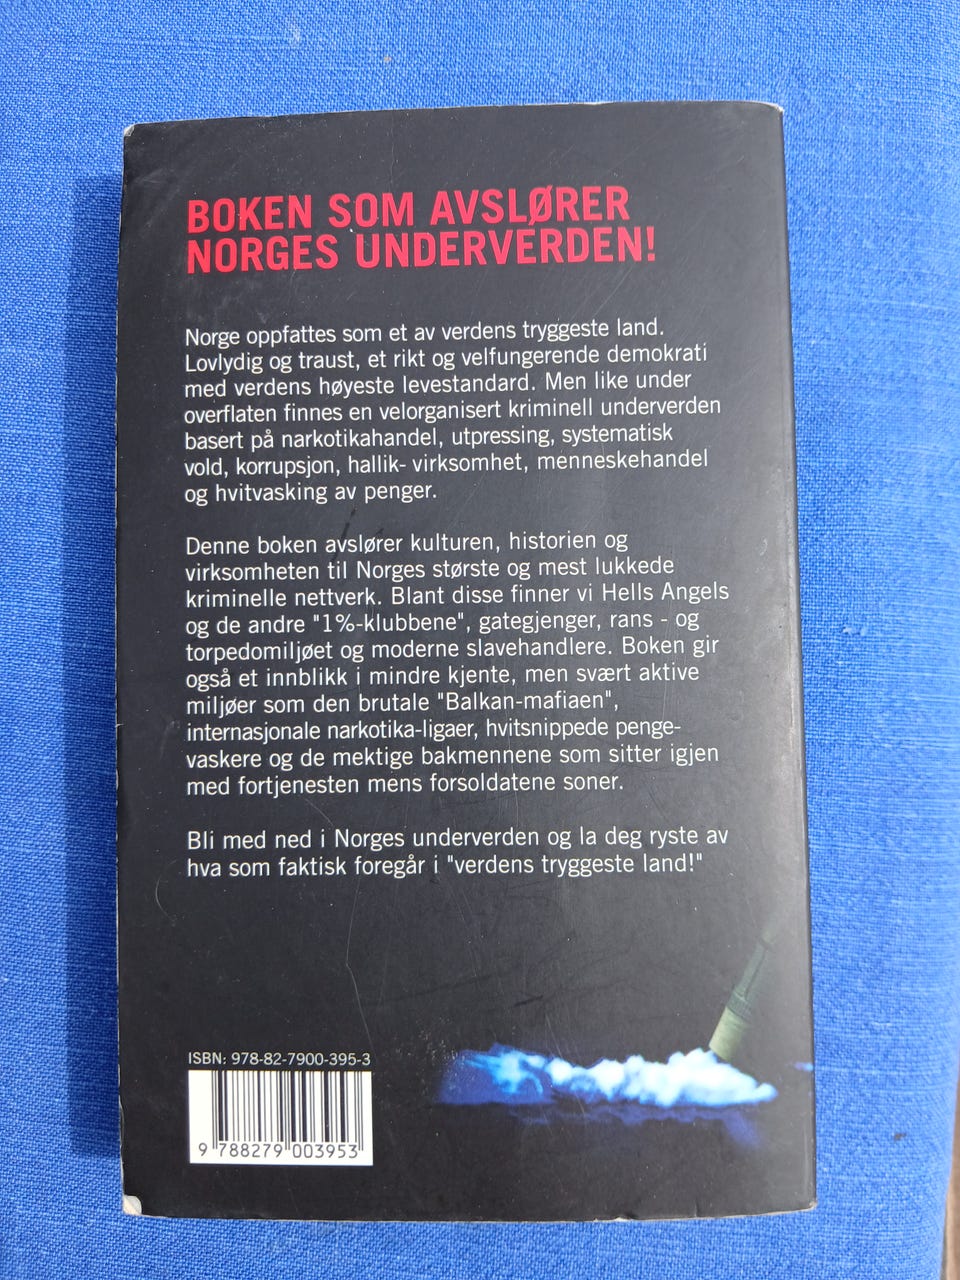 BOKEN SOM AVSLØRER
NORGES UNDERVERDEN!
Norge oppfattes som et av verdens tryggeste land.
Lovlydig og traust, et rikt og velfungerende demokrati
med verdens høyeste levestandard. Men like under
overflaten finnes en velorganisert kriminell underverden
basert på narkotikahandel, utpressing, systematisk
vold, korrupsjon, hallik- virksomhet, menneskehandel
og hvitvasking av penger.
Denne boken avslører kulturen, historien og
virksomheten til Norges største og mest lukkede
kriminelle nettverk. Blant disse finner vi Hells Angels
og de andre "1%-klubbene", gategjenger, rans - og
torpedomiljøet og moderne slavehandlere. Boken gir
også et innblikk i mindre kjente, men svært aktive
miljøer som den brutale "Balkan-mafiaen",
internasjonale narkotika-ligaer, hvitsnippede penge-
vaskere og de mektige bakmennene som sitter igjen
med fortjenesten mens forsoldatene soner.
Bli med ned i Norges underverden og la deg ryste av
hva som faktisk foregår i "verdens tryggeste land!"
ISBN: 978-82-7900-395-3
9 788279 003953